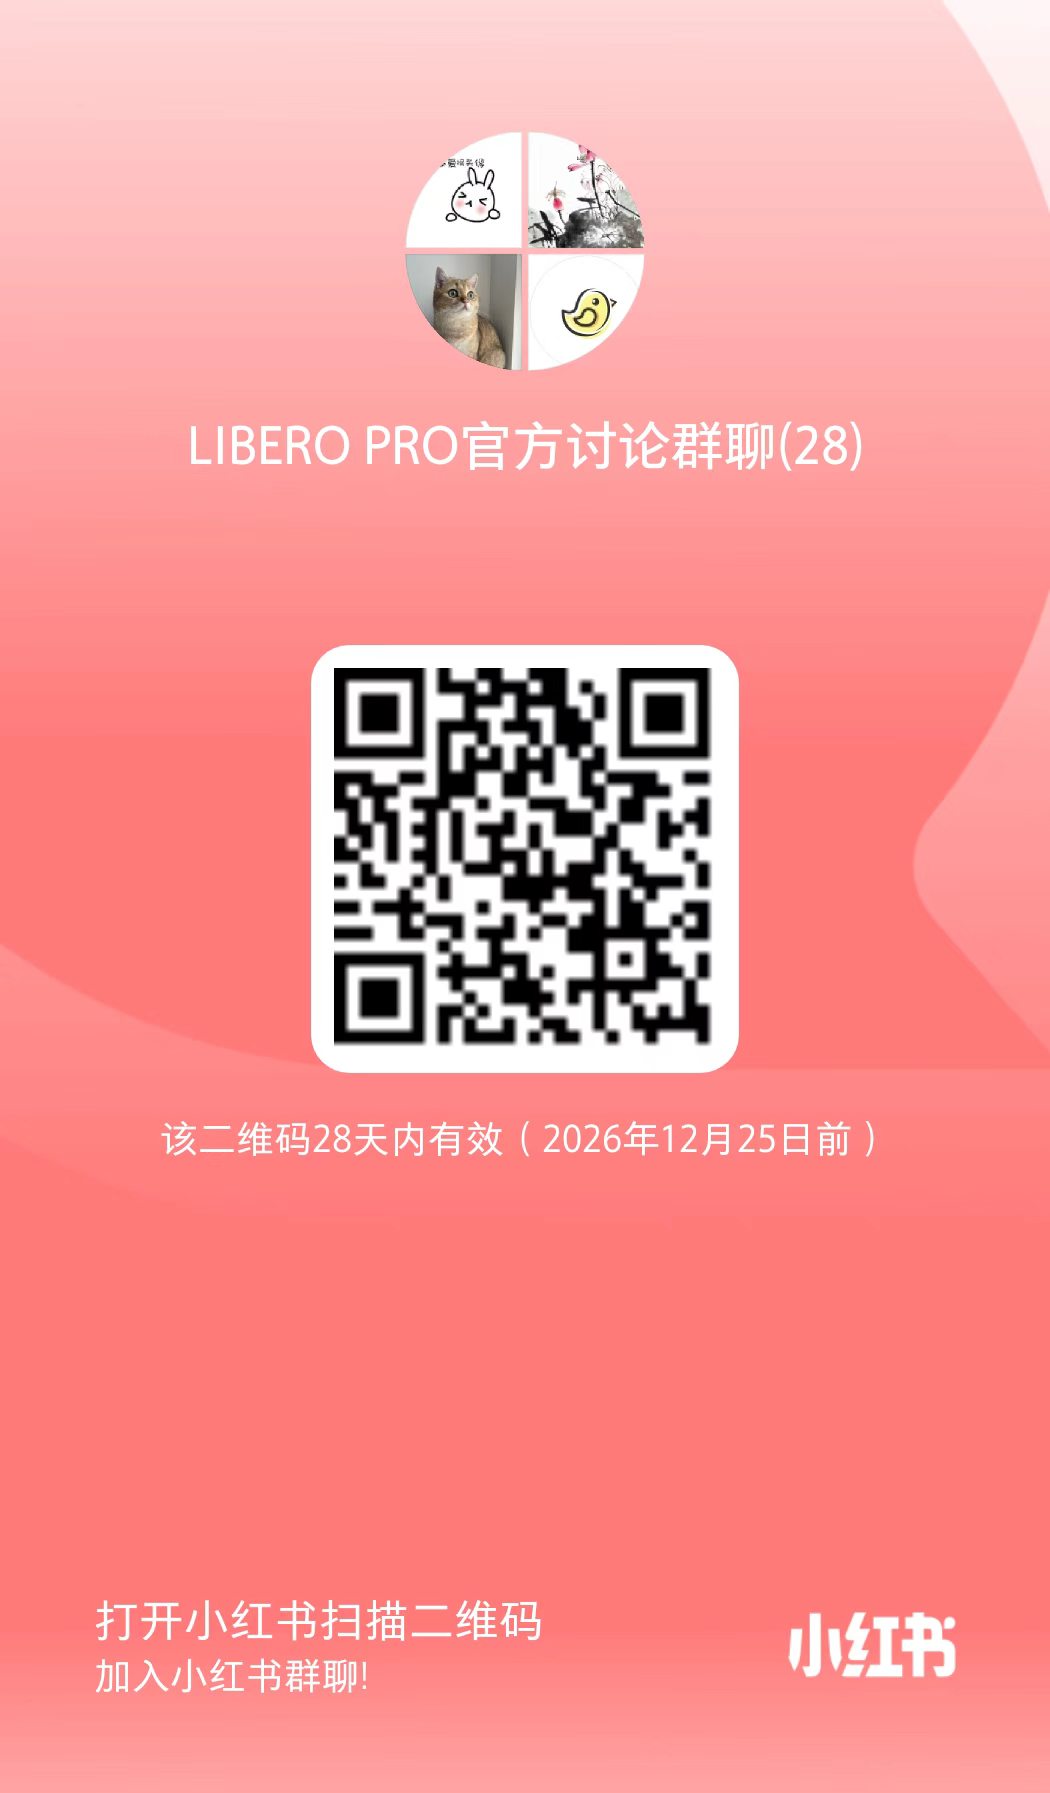 LIBERO PRO官方讨论群聊(28)
该二维码28天内有效（2026年12月25日前）
打开小红书扫描二维码
加入小红书群聊!
小红书